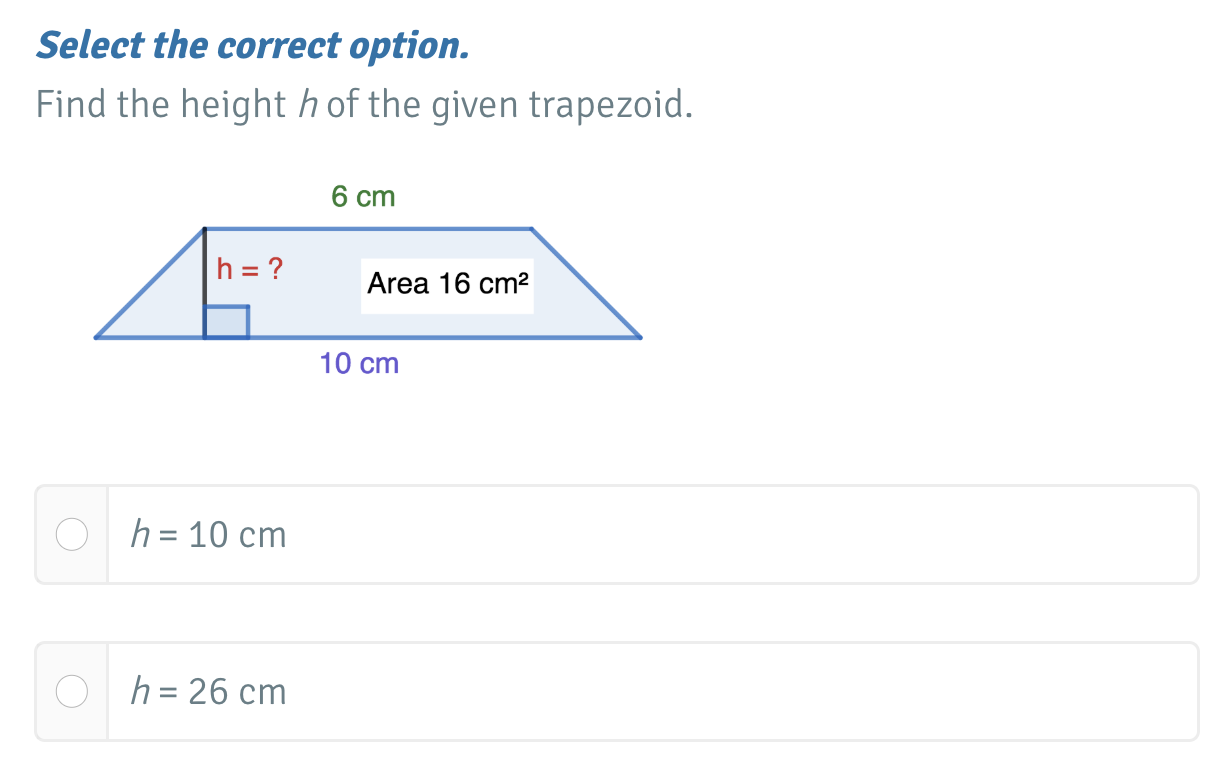 Select the correct option.
Find the height h of the given trapezoid.
6 cm
h = ?
Area 16 cm²
10 cm
h = 10 cm
h = 26 cm